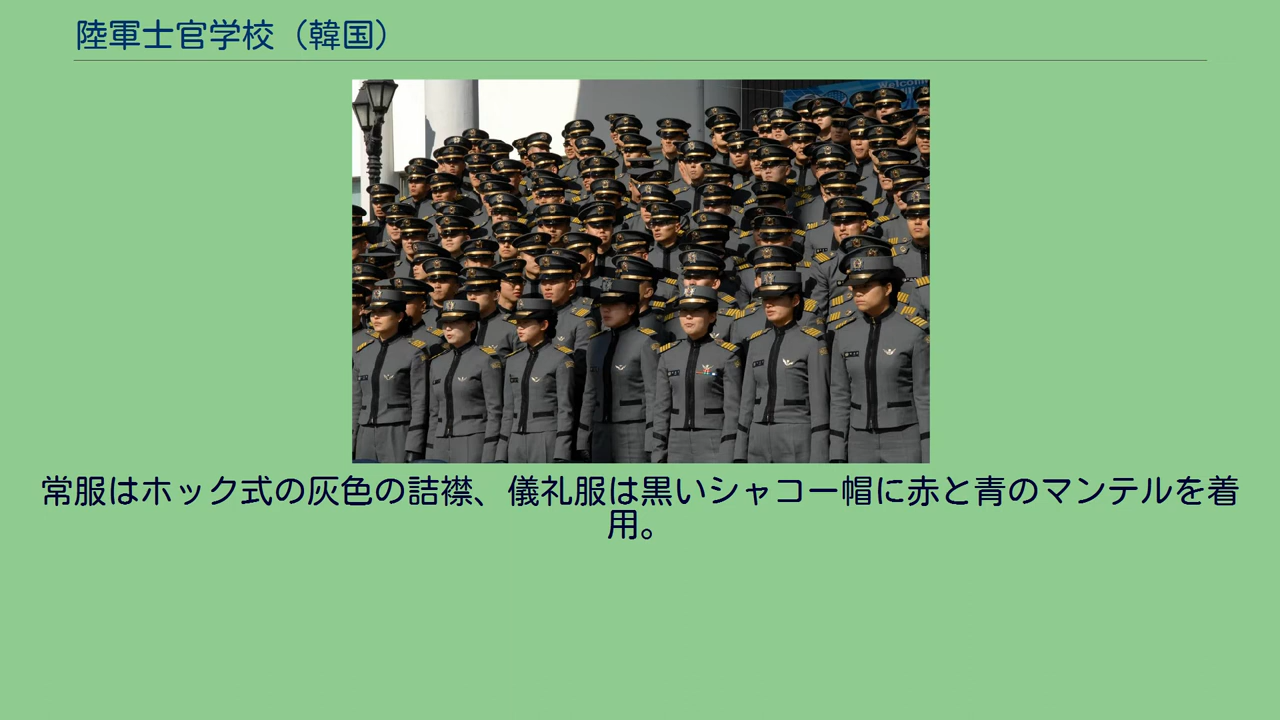 陸軍士官学校（韓国）
Welcome
常服はホック式の灰色の詰襟、儀礼服は黒いシャコー帽に赤と青のマンテルを着
用。